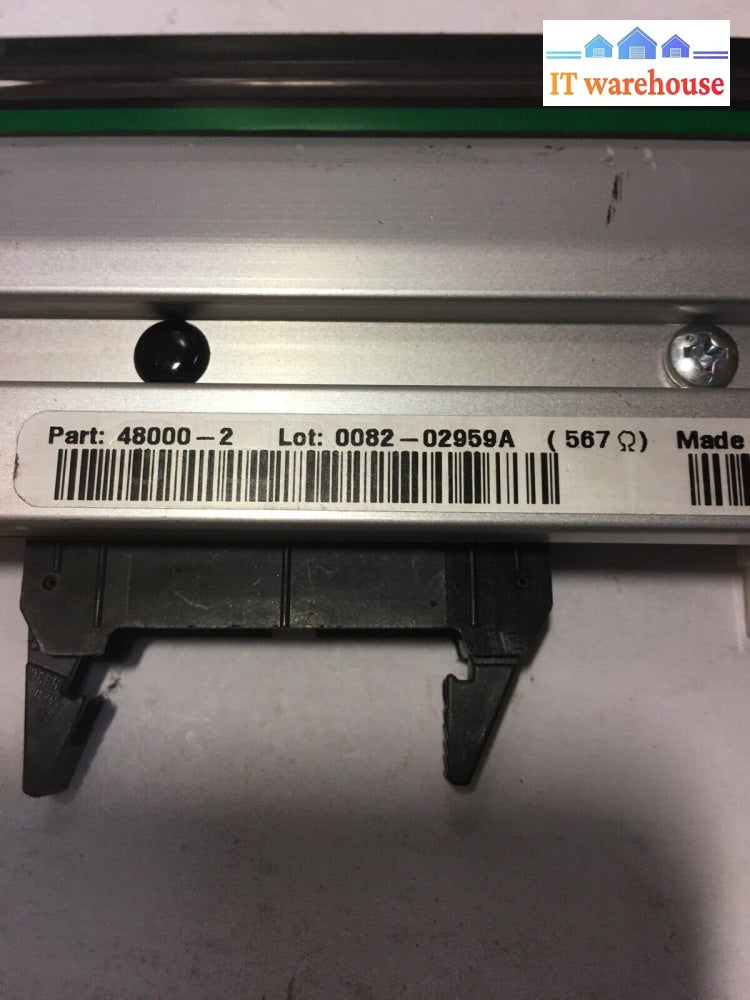 IT warehouse
Part: 48000-2 Lot: 0082-02959A (567 Ω) Made